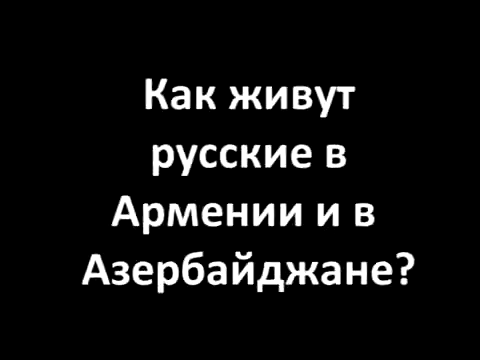 Как живут
русские в
Армении и в
Азербайджане?